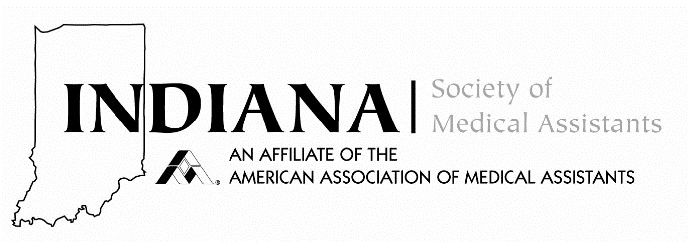 INDIANA
Society of
Medical Assistants
AN AFFILIATE OF THE
AMERICAN ASSOCIATION OF MEDICAL ASSISTANTS